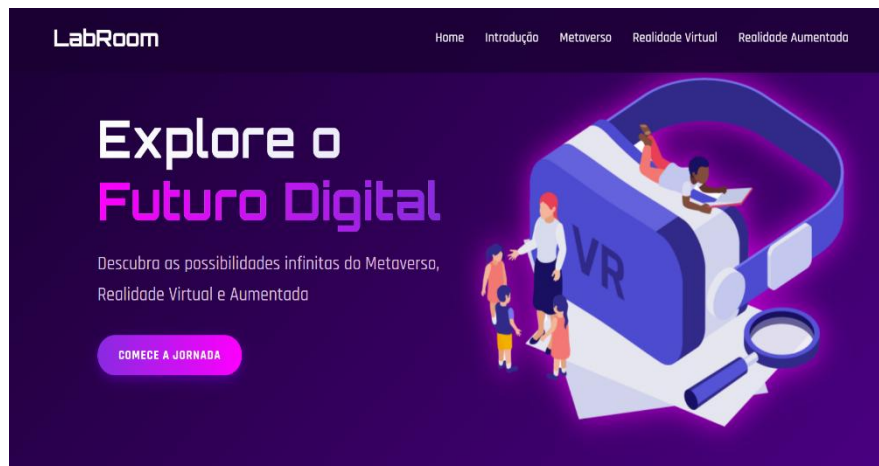 LabRoom
Home Introdução Metaverso Realidade Virtual Realidade Aumentada
Explore o
Futuro Digital
Descubra as possibilidades infinitas do Metaverso,
Realidade Virtual e Aumentada
COMECE A JORNADA
VR